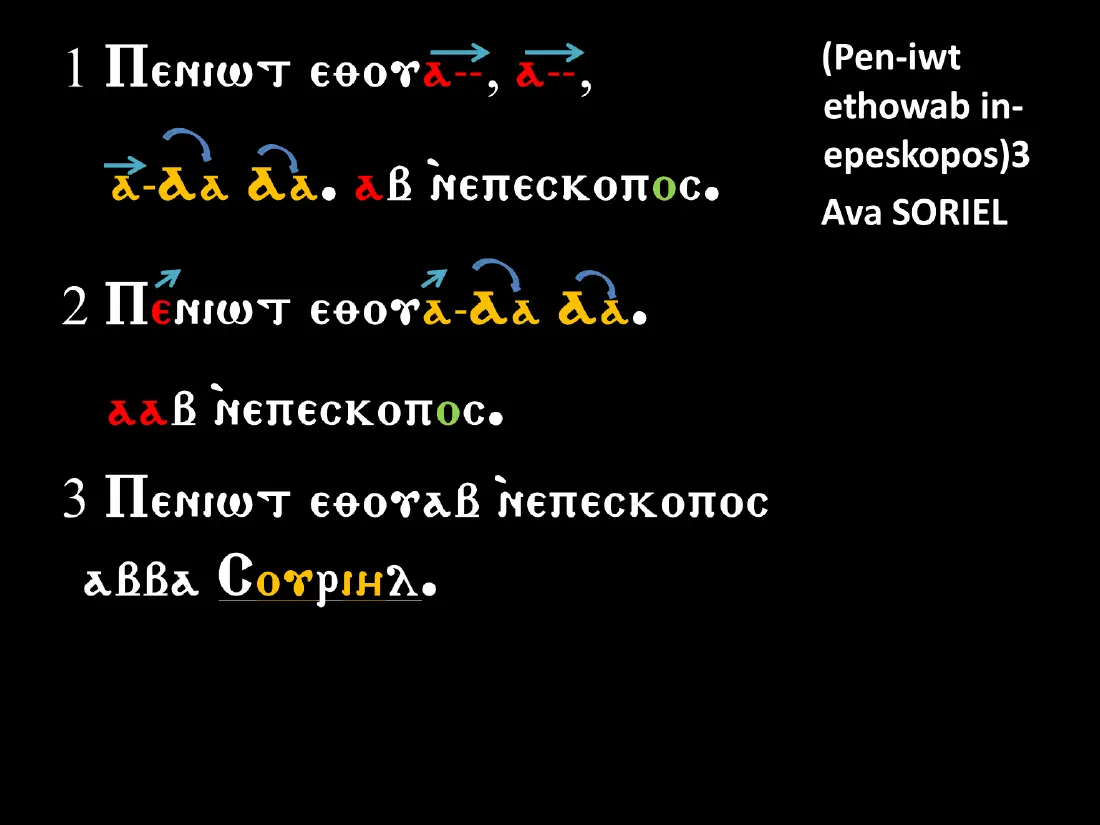 1 Ⲡⲉⲛⲓⲱⲧ ⲉⲑⲟⲩⲁ--, ⲁ--,
ⲁ-Ⲁⲁ Ⲁⲁ. ⲁⲃ ⲛ̀ⲉⲡⲉⲥⲕⲟⲡⲟⲥ.
2 Ⲡⲉⲛⲓⲱⲧ ⲉⲑⲟⲩⲁ-Ⲁⲁ Ⲁⲁ.
ⲁⲁⲃ ⲛ̀ⲉⲡⲉⲥⲕⲟⲡⲟⲥ.
3 Ⲡⲉⲛⲓⲱⲧ ⲉⲑⲟⲩⲁⲃ ⲛ̀ⲉⲡⲉⲥⲕⲟⲡⲟⲥ
ⲁⲃⲃⲁ Ⲥⲟⲩⲣⲓⲏⲗ.
(Pen-iwt
ethowab in-
epeskopos)3
Ava SORIEL